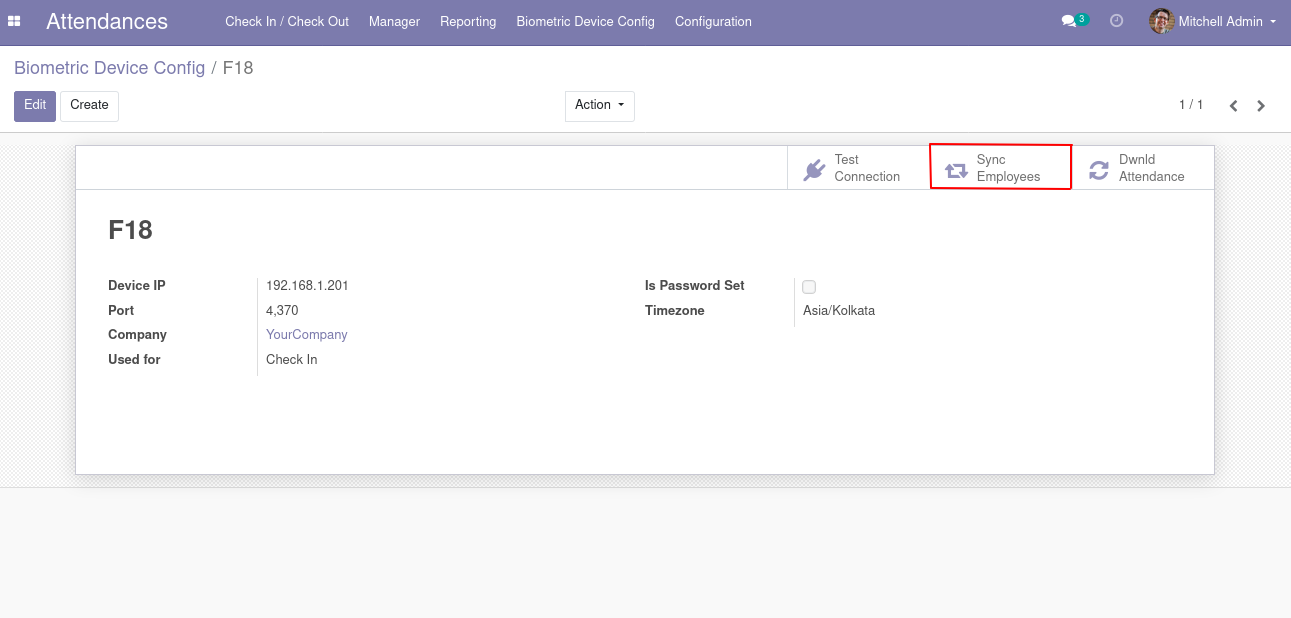 Attendances
Check In / Check Out Manager Reporting Biometric Device Config Configuration
3
Mitchell Admin
Biometric Device Config / F18
Edit
Create
Action
1 / 1
Test
Connection
Sync
Employees
Dwnld
Attendance
F18
Device IP 192.168.1.201
Port 4,370
Company YourCompany
Used for Check In
Is Password Set
Timezone Asia/Kolkata